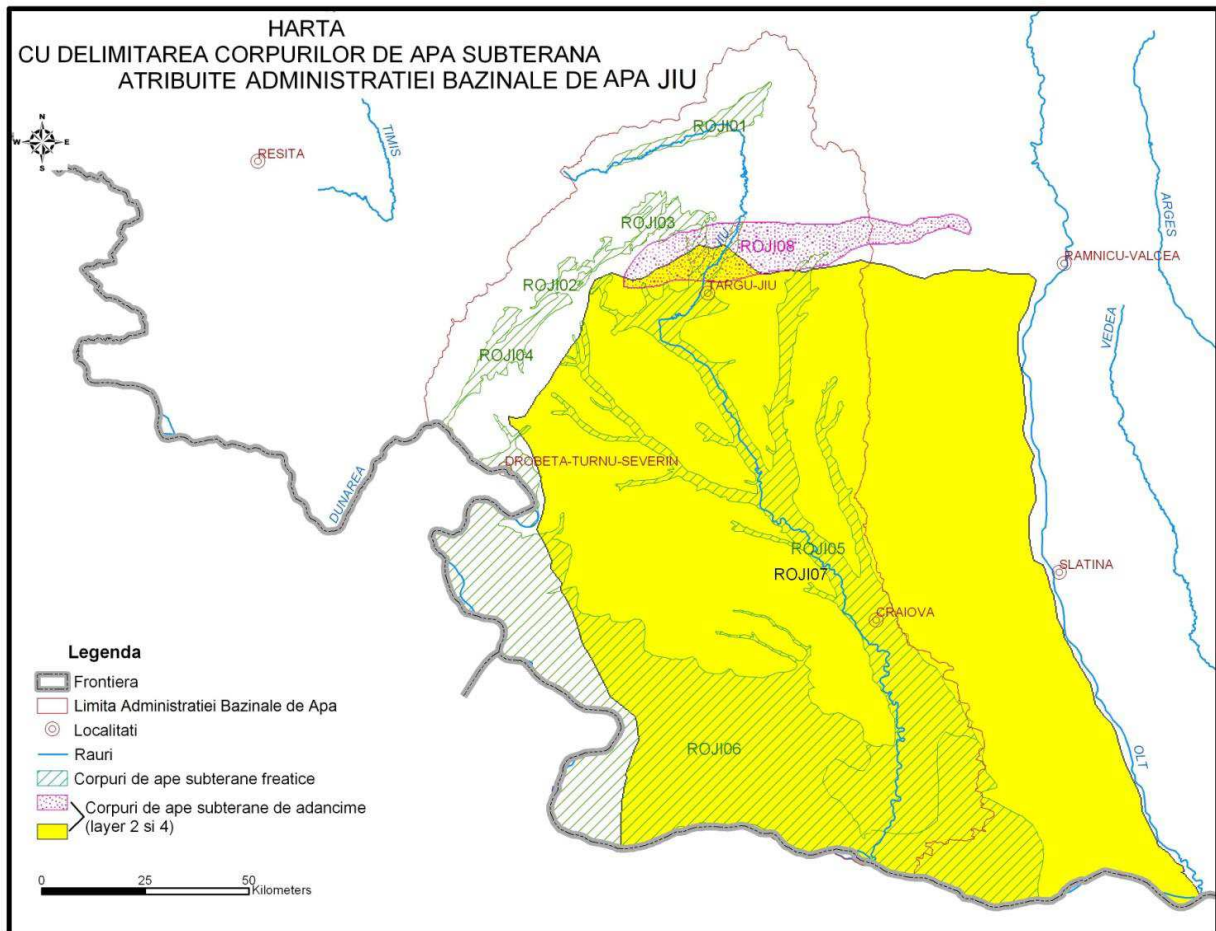 HARTA
CU DELIMITAREA CORPURILOR DE APA SUBTERANA
ATRIBUITE ADMINISTRATIEI BAZINALE DE APA JIU
N
W E
S
RESITA
TIMIS
ROJI01
ARGES
ROJI03
JIU
ROJI08
RAMNICU-VALCEA
ROJI02
TARGU-JIU
VEDEA
ROJI04
DROBETA-TURNU-SEVERIN
DUNAREA
ROJI05
ROJI07
SLATINA
CRAIOVA
ROJI06
OLT
Legenda
Frontiera
Limita Administratiei Bazinale de Apa
Localitati
Rauri
Corpuri de ape subterane freatice
Corpuri de ape subterane de adancime
(layer 2 si 4)
0 25 50
Kilometers